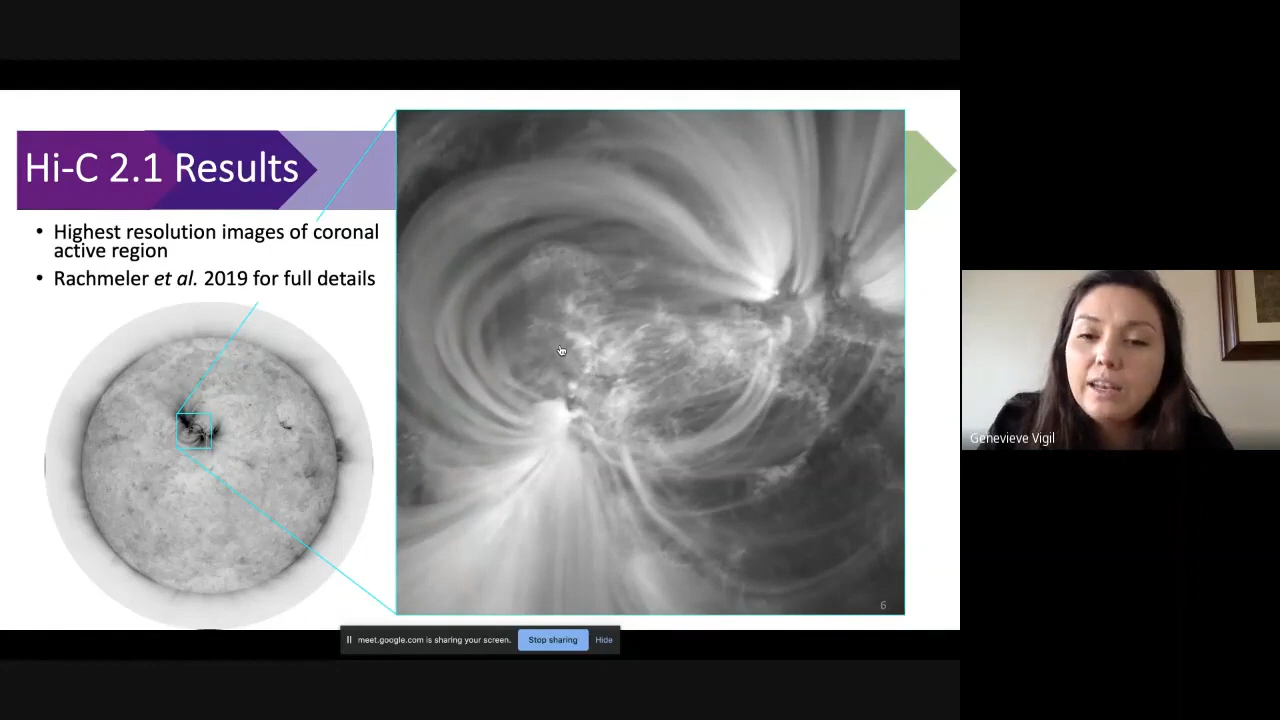 Hi-C 2.1 Results
• Highest resolution images of coronal
active region
• Rachmeler et al. 2019 for full details
6
Genevieve Vigil
meet.google.com is sharing your screen.
Stop sharing
Hide